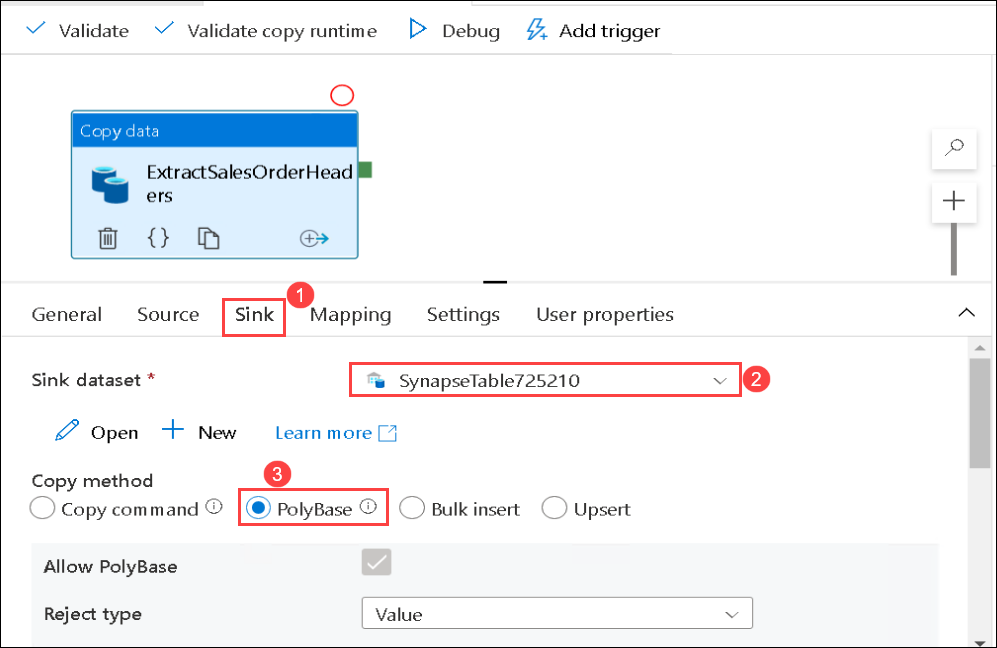 Validate Validate copy runtime Debug Add trigger
Copy data
ExtractSalesOrderHead
ers
{}
1
General Source Sink Mapping Settings User properties
Sink dataset * SynapseTable725210 2
Open New Learn more
3
Copy method
Copy command PolyBase Bulk insert Upsert
Allow PolyBase
Reject type Value